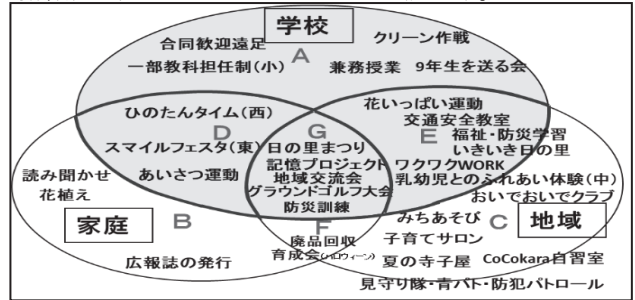 学校
合同歓迎遠足
クリーン作戦
A
一部教科担任制(小)
兼務授業
9年生を送る会
ひのたんタイム(西)
花いっぱい運動
交通安全教室
D
G
E
福祉・防災学習
スマイルフェスタ(東)
日の里まつり
いきいき日の里
記憶プロジェクト
ワクワクWORK
読み聞かせ
あいさつ運動
地域交流会
乳幼児とのふれあい体験(中)
花植え
グラウンドゴルフ大会
おいでおいでクラブ
防災訓練
家庭
B
F
みちあそび
C
地域
廃品回収
子育てサロン
育成会(ハロウィーン)
広報誌の発行
夏の寺子屋
CoCokara自習室
見守り隊・青パト・防犯パトロール